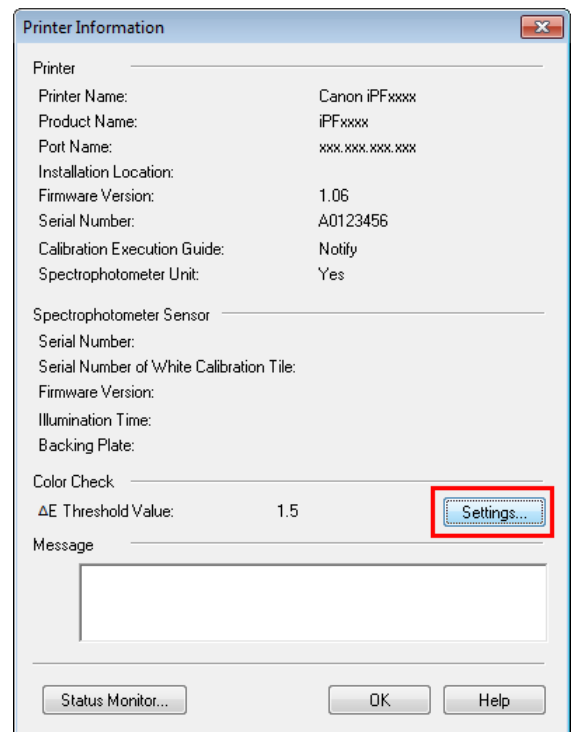 Printer Information
Printer
Printer Name: Canon iPFxxxx
Product Name: iPFxxxx
Port Name: xxx.xxx.xxx.xxx
Installation Location:
Firmware Version: 1.06
Serial Number: A0123456
Calibration Execution Guide: Notify
Spectrophotometer Unit: Yes
Spectrophotometer Sensor
Serial Number:
Serial Number of White Calibration Tile:
Firmware Version:
Illumination Time:
Backing Plate:
Color Check
ΔE Threshold Value: 1.5 Settings...
Message
Status Monitor... OK Help